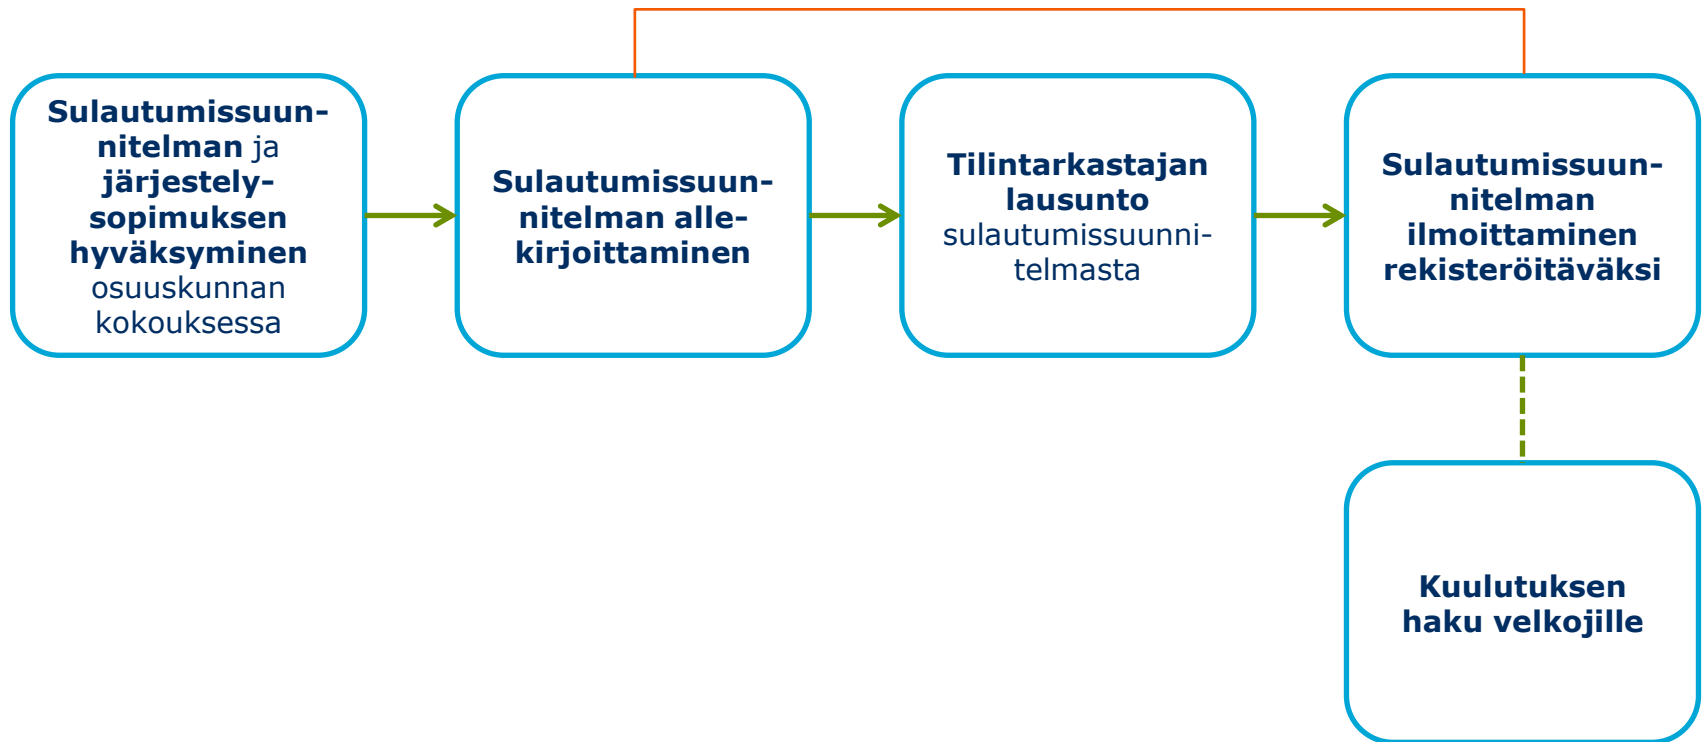 Sulautumissuun-
nitelman ja
järjestely-
sopimuksen
hyväksyminen
osuuskunnan
kokouksessa
Sulautumissuun-
nitelman alle-
kirjoittaminen
Tilintarkastajan
lausunto
sulautumissuunni-
telmasta
Sulautumissuun-
nitelman
ilmoittaminen
rekisteröitäväksi
Kuulutuksen
haku velkojille